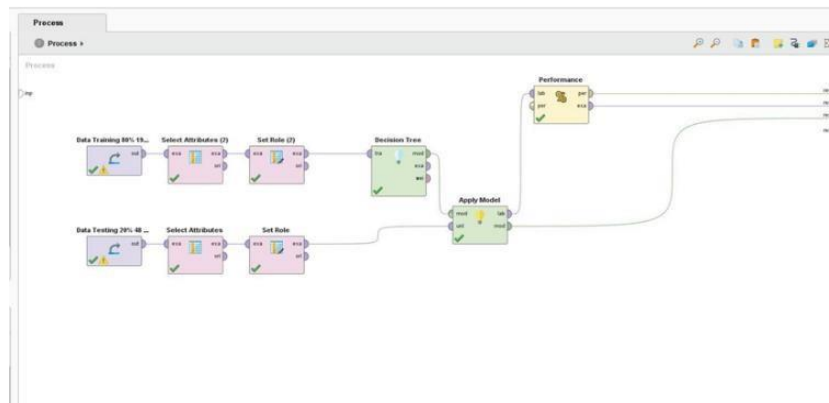 Process
Process
Process
inp
Performance
lab per
per exa
Data Training 80% 19...
out
Select Attributes (2)
exa exa
ori
Set Role (2)
exa exa
ori
Decision Tree
tra mod
exa
wei
Apply Model
mod lab
unl mod
Data Testing 20% 48 ...
out
Select Attributes
exa exa
ori
Set Role
exa exa
ori